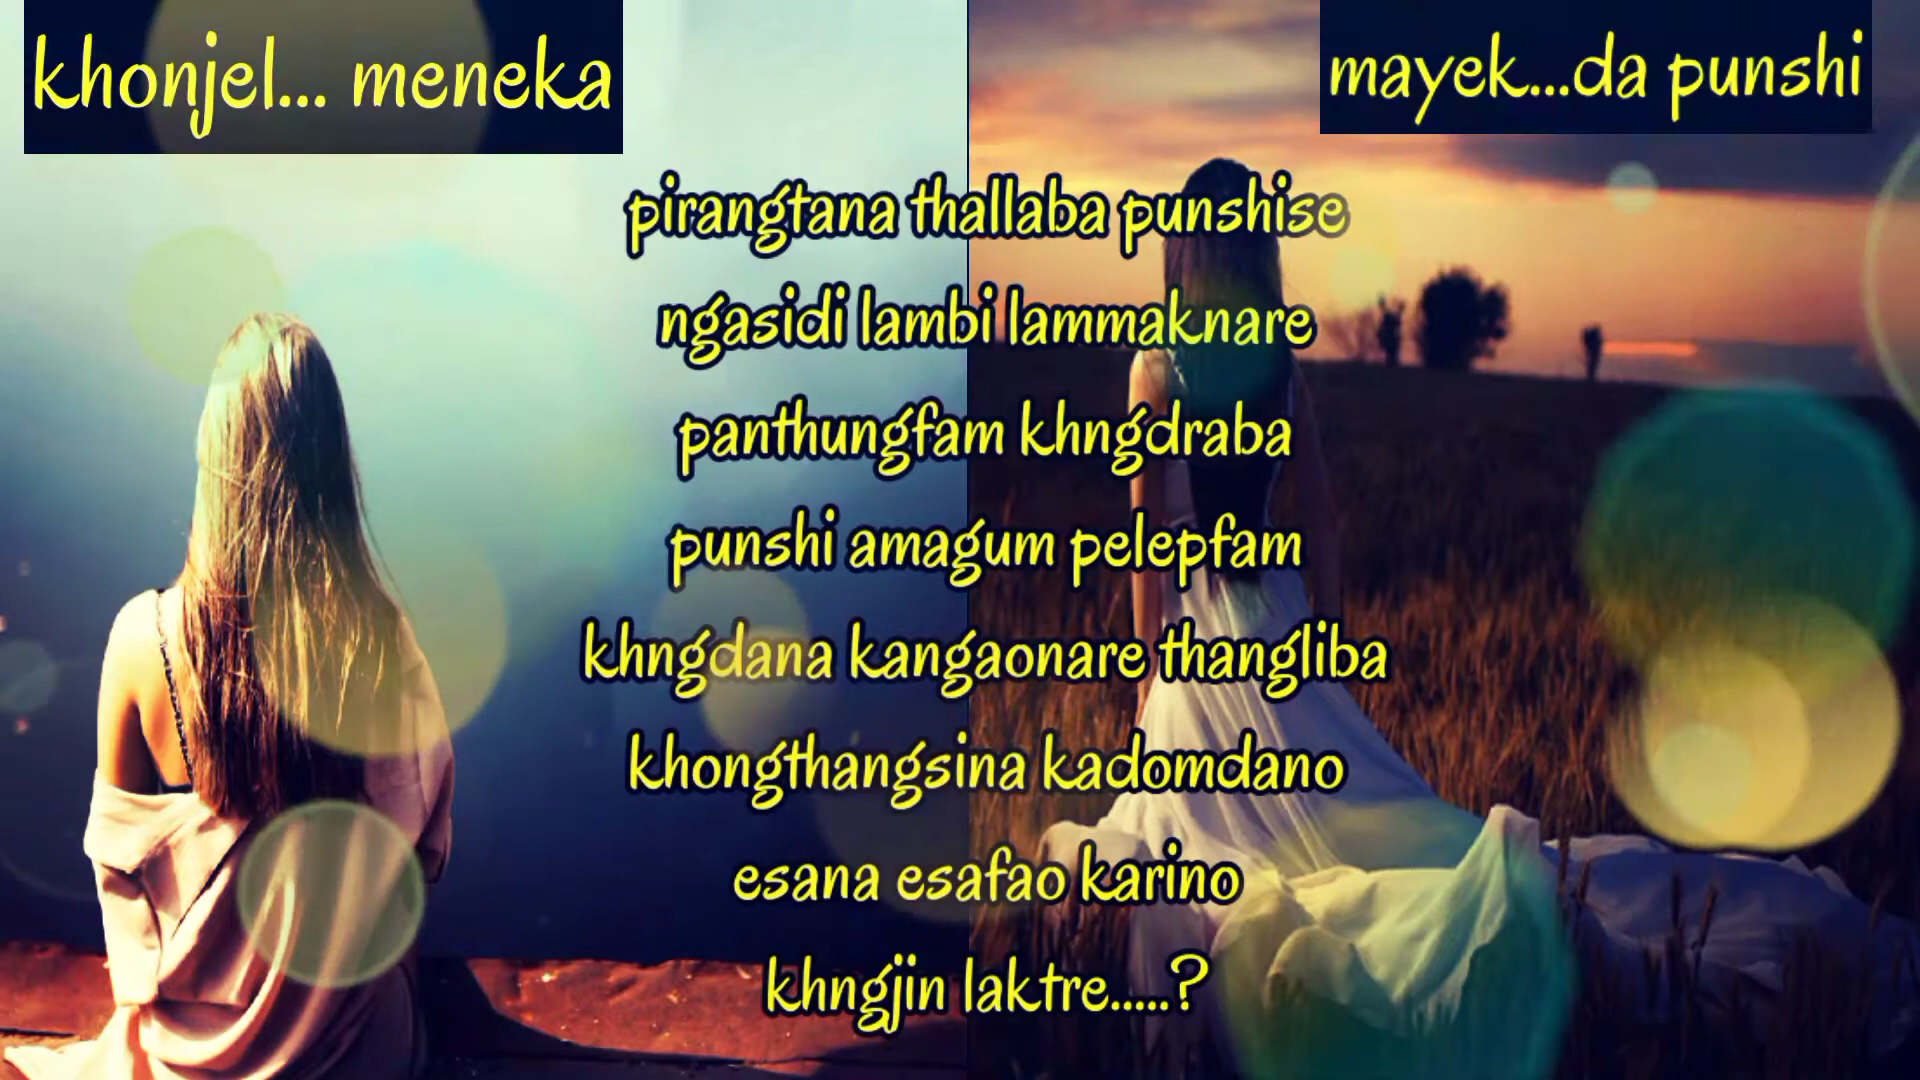 khonjel... meneka
mayek...da punshi
pirangtana thallaba punshise
ngasidi lambi lammaknare
panthungfam khngdraba
punshi amagum pelepfam
khngdana kangaonare thangliba
khongthangsina kadomdano
esana esafao karino
khngjin laktre.....?